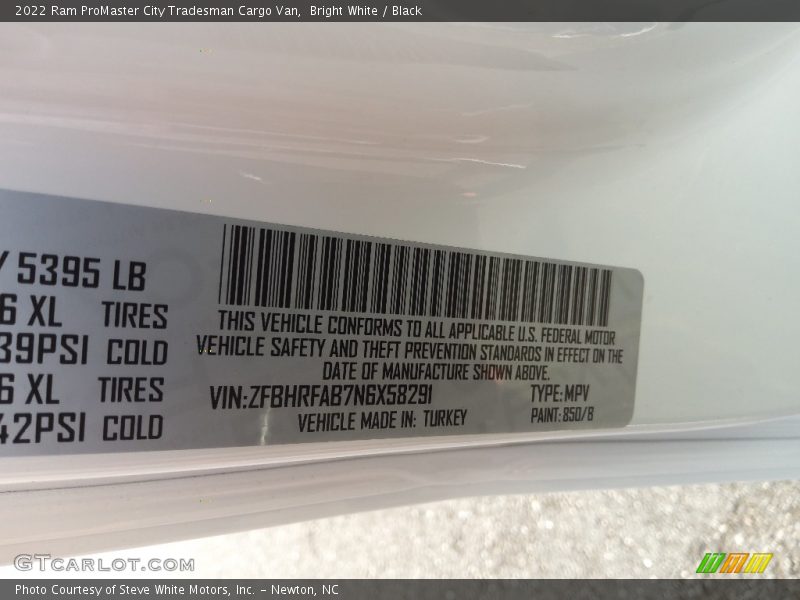 2022 Ram ProMaster City Tradesman Cargo Van, Bright White / Black
/ 5395 LB
6 XL TIRES
39PSI COLD
6 XL TIRES
42PSI COLD
THIS VEHICLE CONFORMS TO ALL APPLICABLE U.S. FEDERAL MOTOR
VEHICLE SAFETY AND THEFT PREVENTION STANDARDS IN EFFECT ON THE
DATE OF MANUFACTURE SHOWN ABOVE.
VIN:ZFBHRFAB7N6X58291 TYPE:MPV
VEHICLE MADE IN: TURKEY PAINT: 850/B
GTCARLOT.COM
Photo Courtesy of Steve White Motors, Inc. – Newton, NC